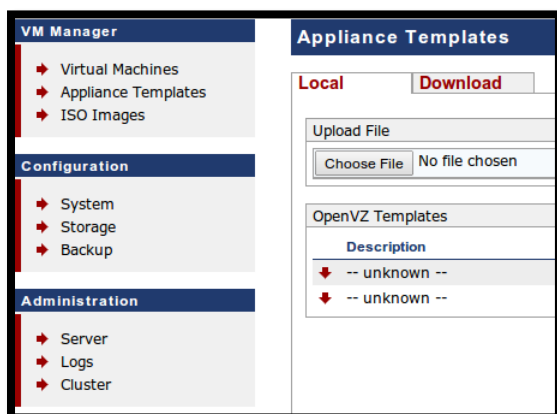 VM Manager
Virtual Machines
Appliance Templates
ISO Images
Configuration
System
Storage
Backup
Administration
Server
Logs
Cluster
Appliance Templates
Local
Download
Upload File
Choose File No file chosen
OpenVZ Templates
Description
-- unknown --
-- unknown --